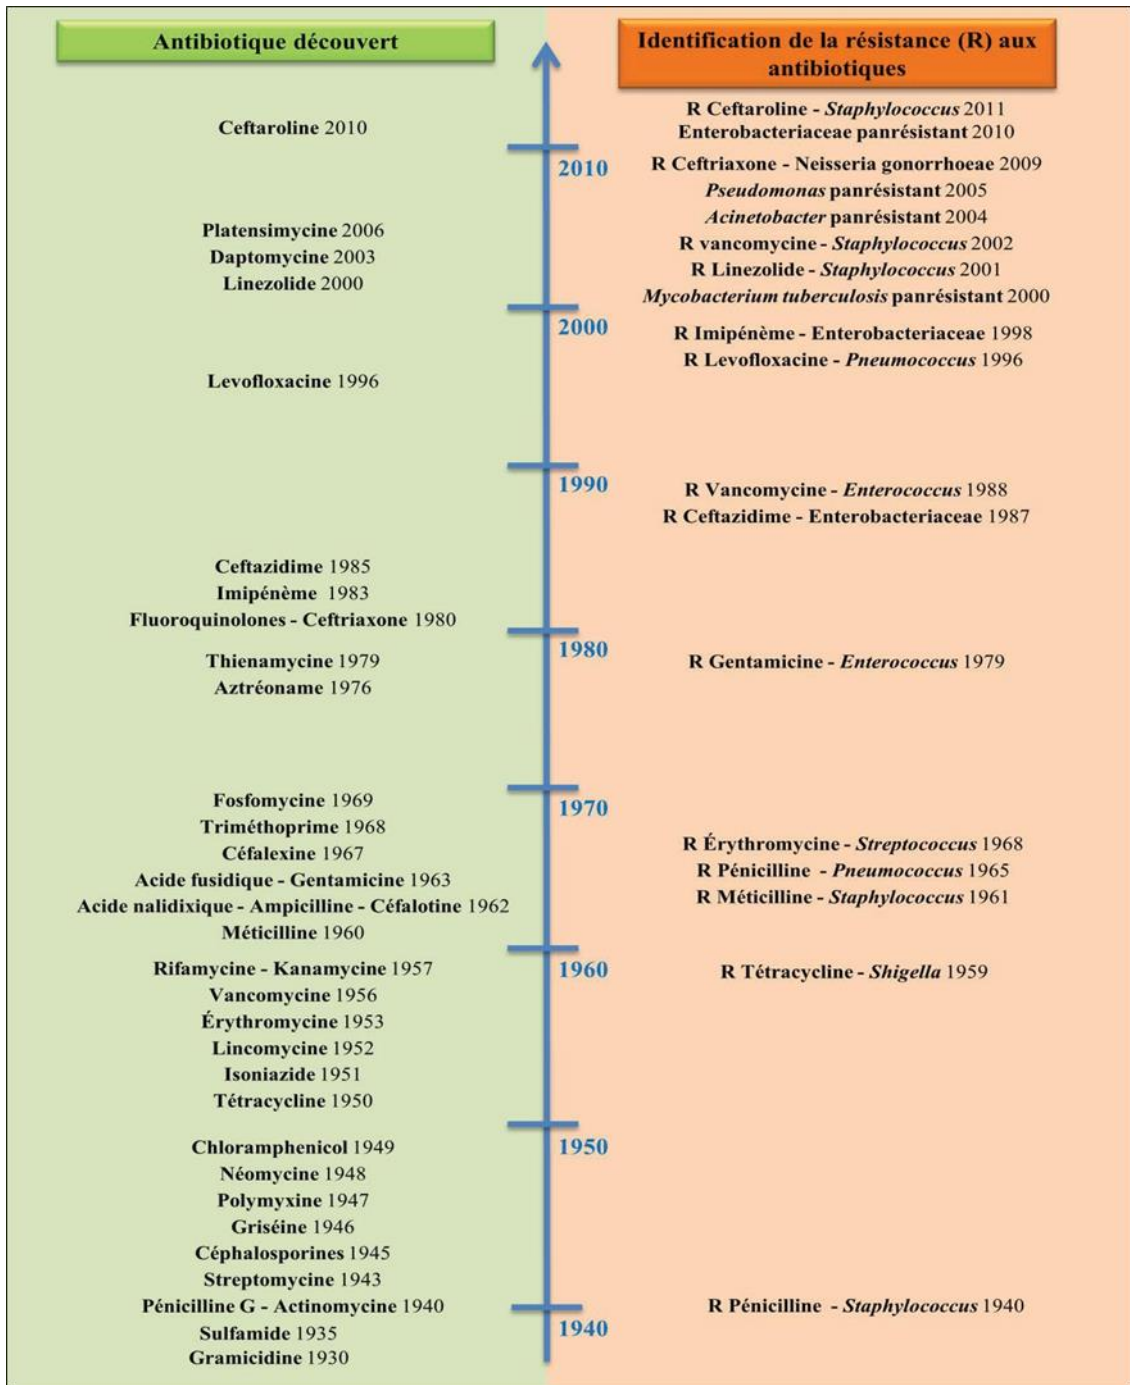 Antibiotique découvert
Ceftaroline 2010
Platensimycine 2006
Daptomycine 2003
Linezolide 2000
Levofloxacine 1996
Ceftazidime 1985
Imipénème 1983
Fluoroquinolones - Ceftriaxone 1980
Thienamycine 1979
Aztréoname 1976
Fosfomycine 1969
Triméthoprime 1968
Céfalexine 1967
Acide fusidique - Gentamicine 1963
Acide nalidixique - Ampicilline - Céfalotine 1962
Méticilline 1960
Rifamycine - Kanamycine 1957
Vancomycine 1956
Érythromycine 1953
Lincomycine 1952
Isoniazide 1951
Tétracycline 1950
Chloramphenicol 1949
Néomycine 1948
Polymyxine 1947
Griséine 1946
Céphalosporines 1945
Streptomycine 1943
Pénicilline G - Actinomycine 1940
Sulfamide 1935
Gramicidine 1930
2010
2000
1990
1980
1970
1960
1950
1940
Identification de la résistance (R) aux
antibiotiques
R Ceftaroline - Staphylococcus 2011
Enterobacteriaceae panrésistant 2010
R Ceftriaxone - Neisseria gonorrhoeae 2009
Pseudomonas panrésistant 2005
Acinetobacter panrésistant 2004
R vancomycine - Staphylococcus 2002
R Linezolide - Staphylococcus 2001
Mycobacterium tuberculosis panrésistant 2000
R Imipénème - Enterobacteriaceae 1998
R Levofloxacine - Pneumococcus 1996
R Vancomycine - Enterococcus 1988
R Ceftazidime - Enterobacteriaceae 1987
R Gentamicine - Enterococcus 1979
R Érythromycine - Streptococcus 1968
R Pénicilline - Pneumococcus 1965
R Méticilline - Staphylococcus 1961
R Tétracycline - Shigella 1959
R Pénicilline - Staphylococcus 1940